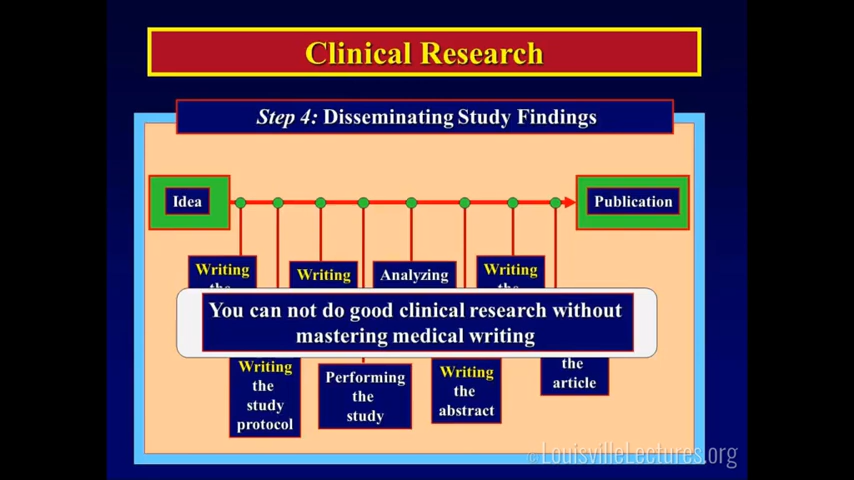 Clinical Research
Step 4: Disseminating Study Findings
Idea
Publication
Writing
the
Writing
Analyzing
Writing
the
You can not do good clinical research without
mastering medical writing
Writing
the
study
protocol
Performing
the
study
Writing
the
abstract
the
article
© LouisvilleLectures.org